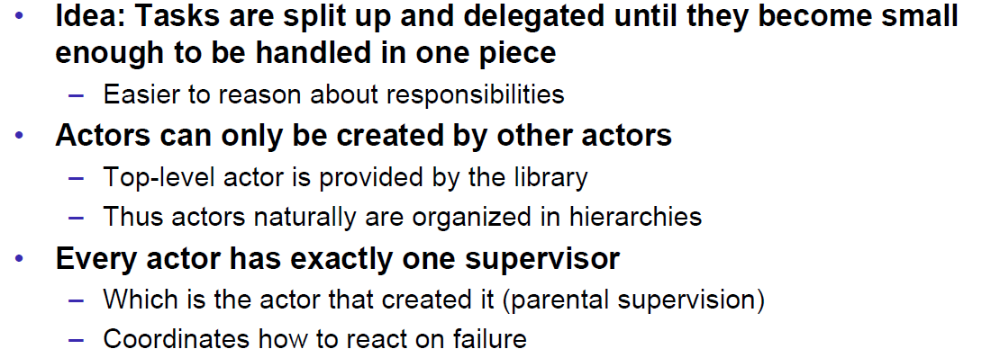 • Idea: Tasks are split up and delegated until they become small
enough to be handled in one piece
– Easier to reason about responsibilities
• Actors can only be created by other actors
– Top-level actor is provided by the library
– Thus actors naturally are organized in hierarchies
• Every actor has exactly one supervisor
– Which is the actor that created it (parental supervision)
– Coordinates how to react on failure